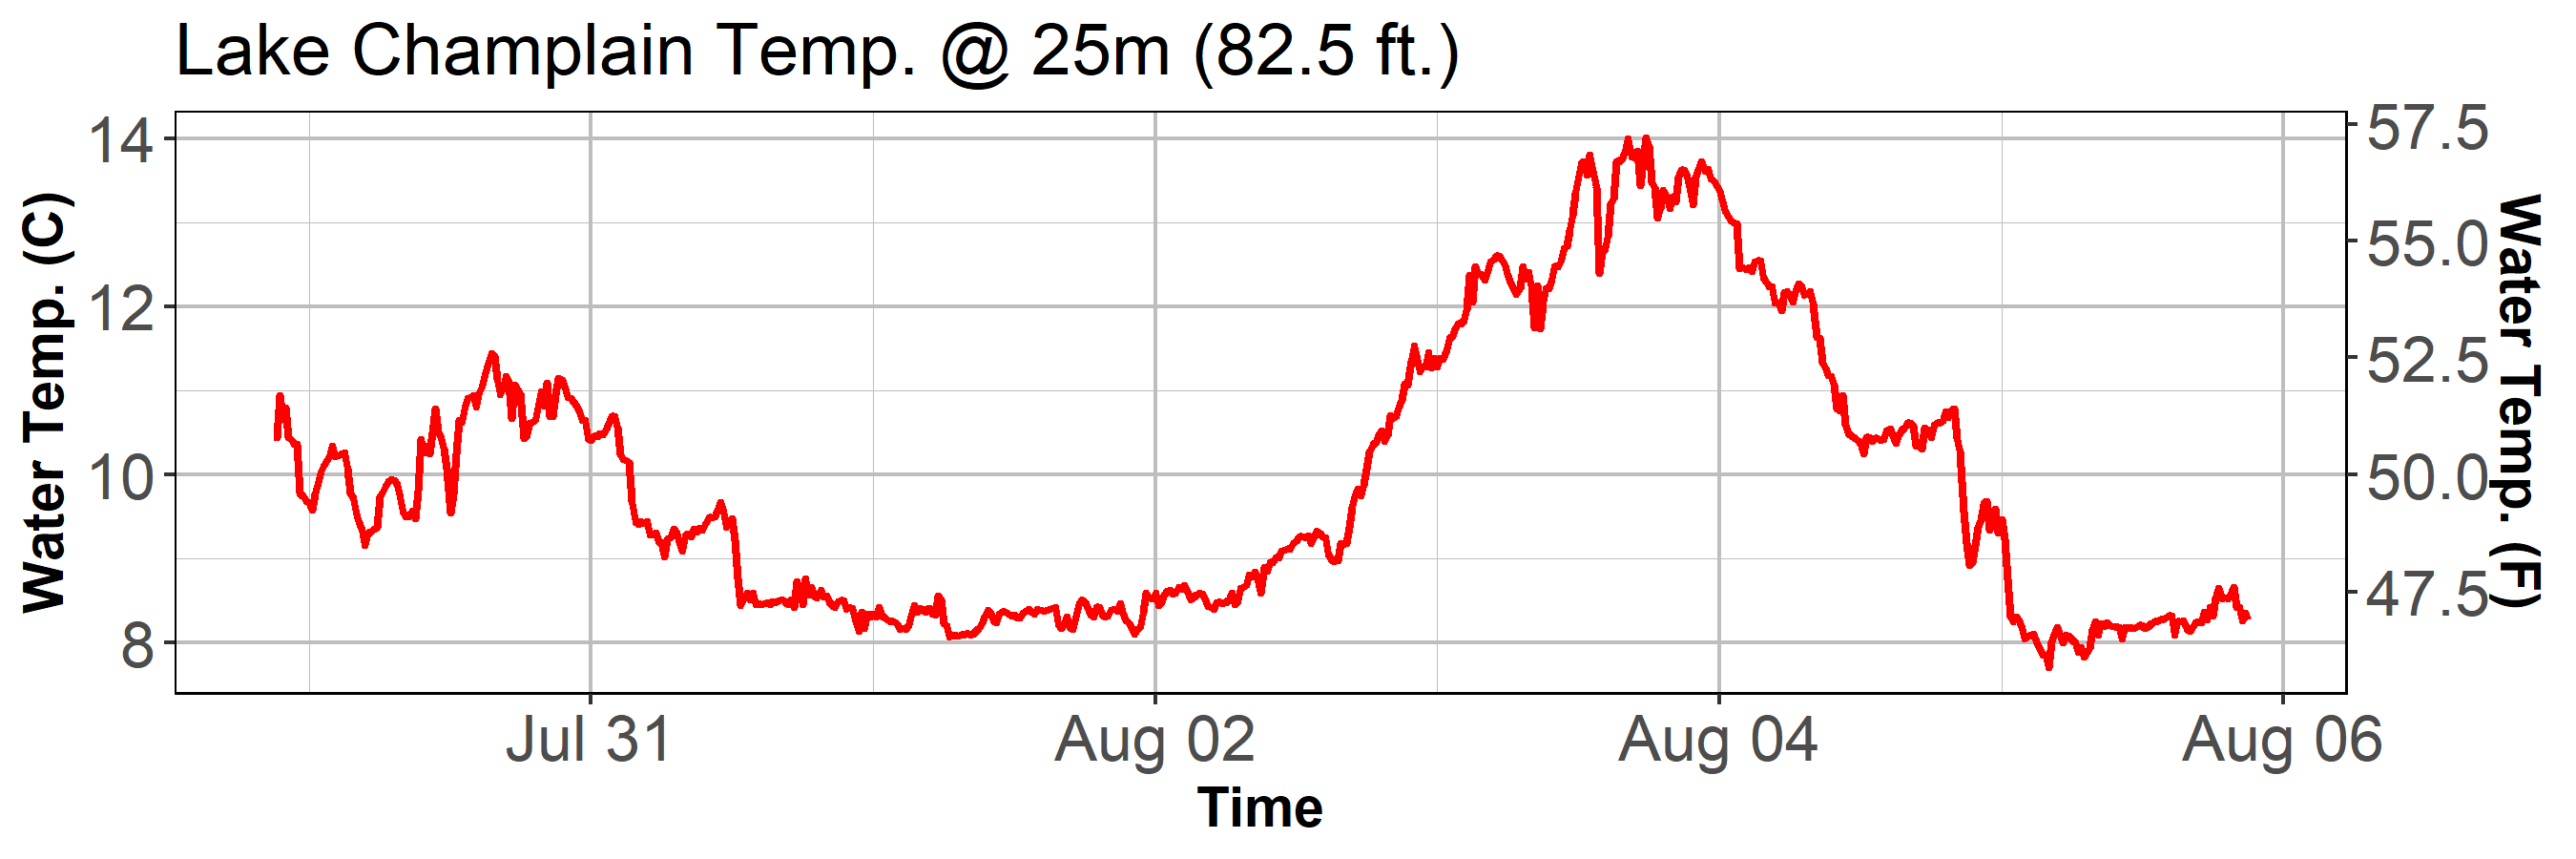 Lake Champlain Temp. @ 25m (82.5 ft.)
Water Temp. (C)
14
12
10
8
57.5
55.0
52.5
50.0
47.5
Water Temp. (F)
Jul 31
Aug 02
Aug 04
Aug 06
Time